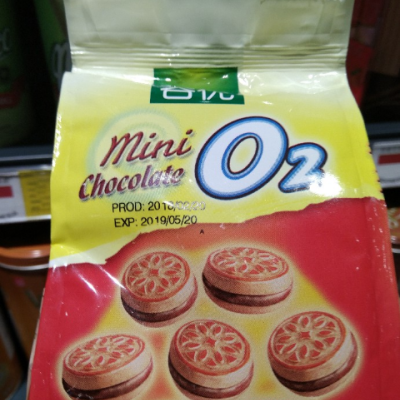 Mini
Chocolate
O2
PROD:
EXP: 2019/05/20